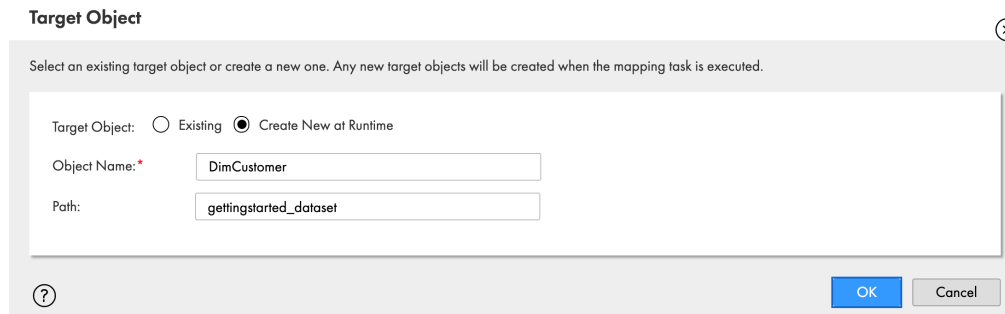 Target Object
Select an existing target object or create a new one. Any new target objects will be created when the mapping task is executed.
Target Object: Existing Create New at Runtime
Object Name:* DimCustomer
Path: gettingstarted_dataset
? OK Cancel